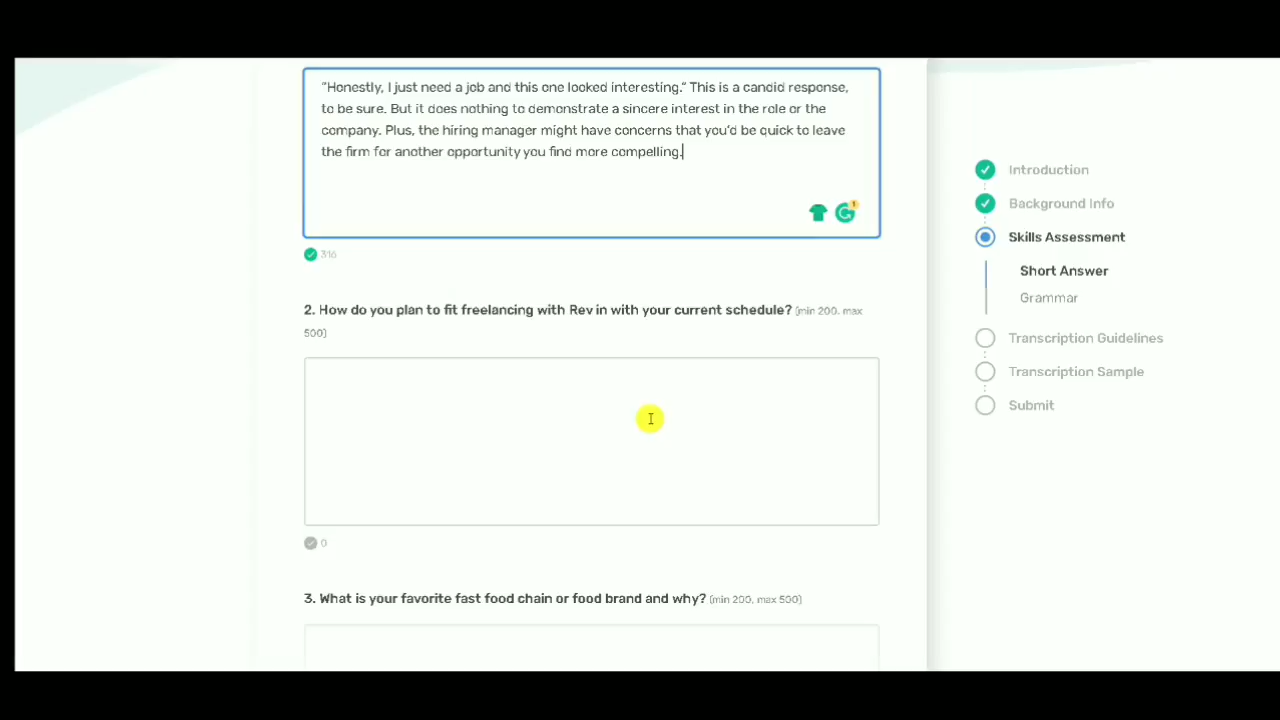 "Honestly, I just need a job and this one looked interesting." This is a candid response,
to be sure. But it does nothing to demonstrate a sincere interest in the role or the
company. Plus, the hiring manager might have concerns that you'd be quick to leave
the firm for another opportunity you find more compelling.
1
316
2. How do you plan to fit freelancing with Rev in with your current schedule? (min 200, max
500)
0
3. What is your favorite fast food chain or food brand and why? (min 200, max 500)
Introduction
Background Info
Skills Assessment
Short Answer
Grammar
Transcription Guidelines
Transcription Sample
Submit